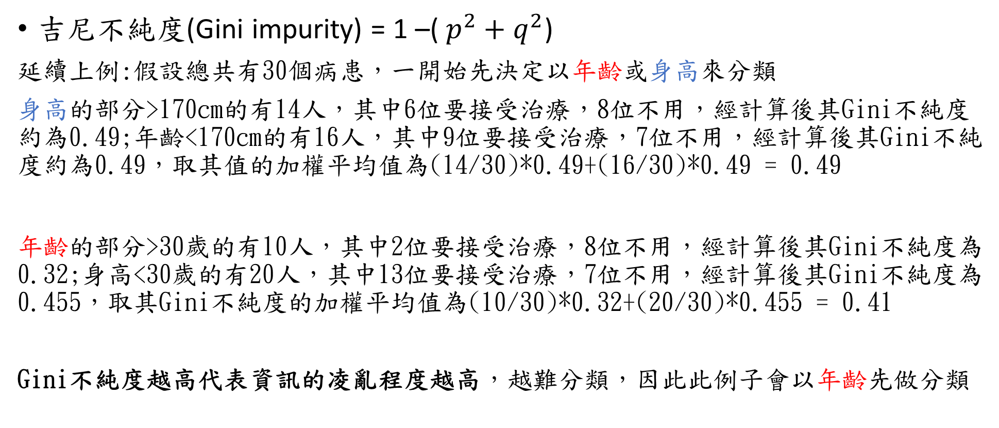 • 吉尼不純度(Gini impurity) = 1 –( p² + q²)
延續上例:假設總共有30個病患，一開始先決定以年齡或身高來分類
身高的部分>170cm的有14人，其中6位要接受治療，8位不用，經計算後其Gini不純度
約為0.49;年齡<170cm的有16人，其中9位要接受治療，7位不用，經計算後其Gini不純
度約為0.49，取其值的加權平均值為(14/30)*0.49+(16/30)*0.49 = 0.49
年齡的部分>30歲的有10人，其中2位要接受治療，8位不用，經計算後其Gini不純度為
0.32;身高<30歲的有20人，其中13位要接受治療，7位不用，經計算後其Gini不純度為
0.455，取其Gini不純度的加權平均值為(10/30)*0.32+(20/30)*0.455 = 0.41
Gini不純度越高代表資訊的凌亂程度越高，越難分類，因此此例子會以年齡先做分類